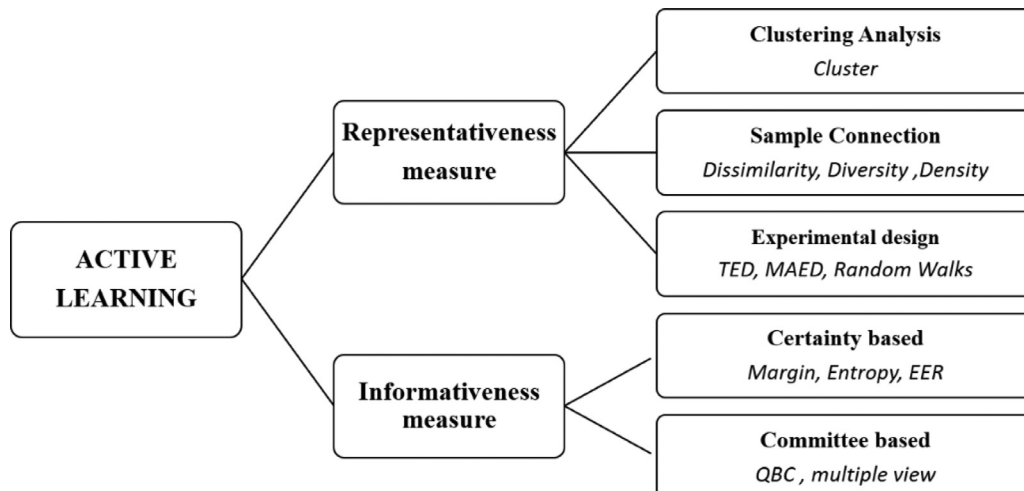 ACTIVE
LEARNING
Representativeness
measure
Informativeness
measure
Clustering Analysis
Cluster
Sample Connection
Dissimilarity, Diversity ,Density
Experimental design
TED, MAED, Random Walks
Certainty based
Margin, Entropy, EER
Committee based
QBC , multiple view